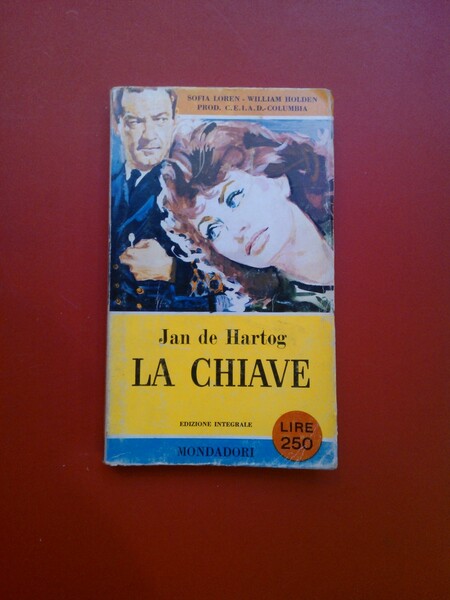 SOFIA LOREN - WILLIAM HOLDEN
PROD. C.E.I.A.D.-COLUMBIA
Jan de Hartog
LA CHIAVE
EDIZIONE INTEGRALE
LIRE
250
MONDADORI